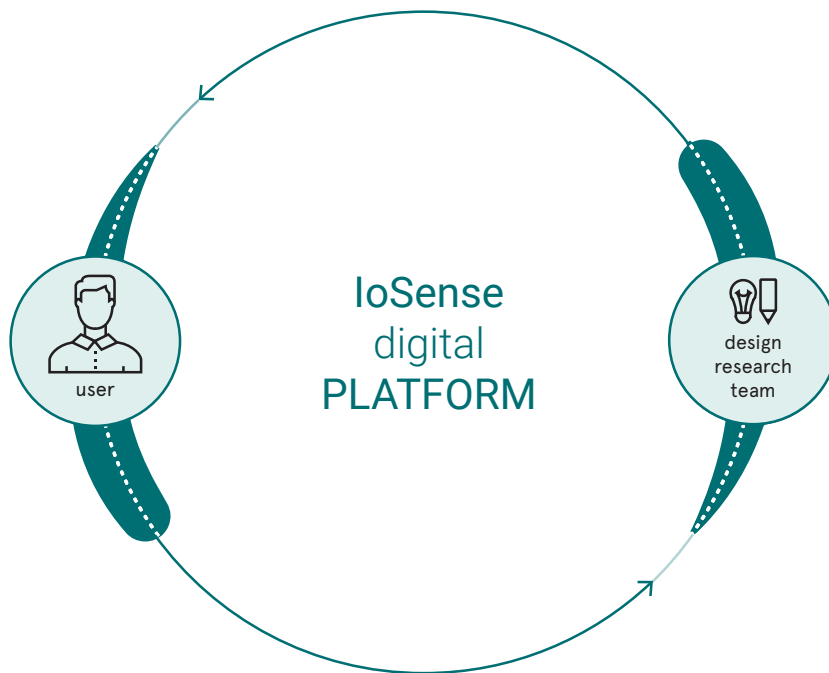 IoSense
digital
PLATFORM
user
design
research
team